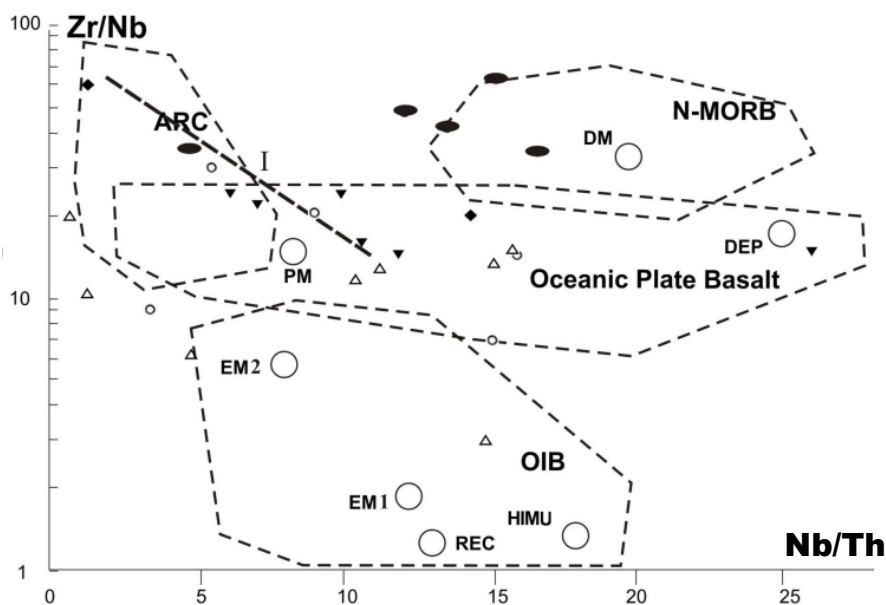 100
Zr/Nb
ARC
N-MORB
DM
I
DEP
PM
Oceanic Plate Basalt
10
EM2
OIB
EM1
HIMU
REC
Nb/Th
1
0
5
10
15
20
25